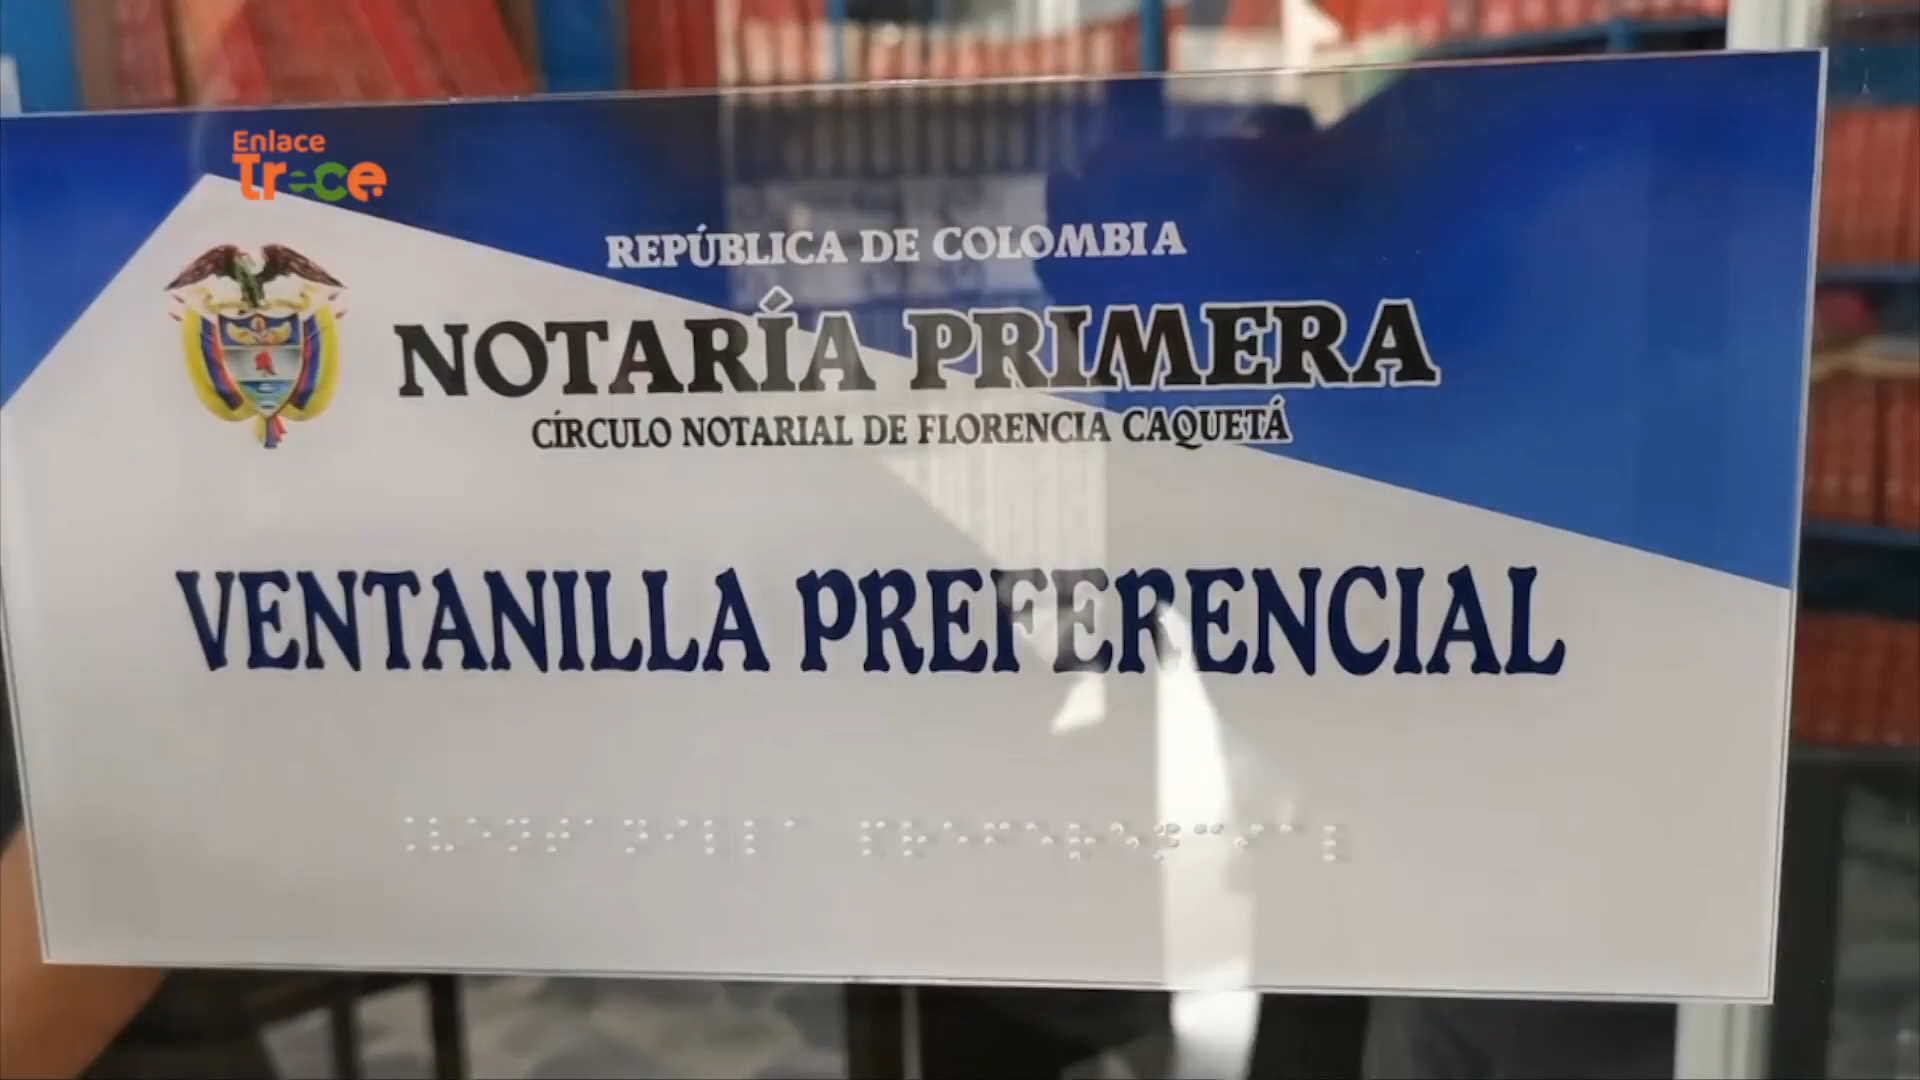 Enlace
Trece
REPÚBLICA DE COLOMBIA
NOTARÍA PRIMERA
CÍRCULO NOTARIAL DE FLORENCIA CAQUETÁ
VENTANILLA PREFERENCIAL